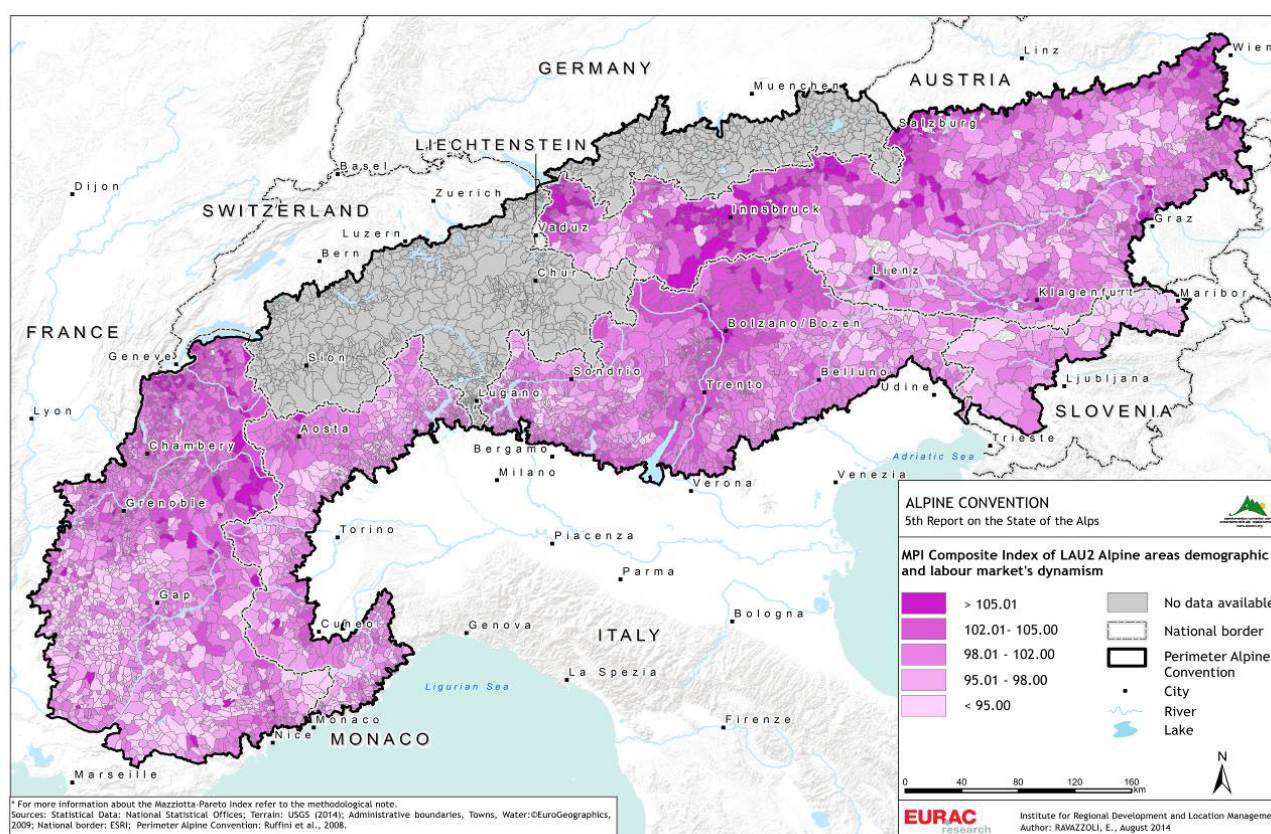 Linz
Wien
GERMANY
Muenchen
AUSTRIA
Salzburg
LIECHTENSTEIN
Basel
Dijon
Zuerich
SWITZERLAND
Innsbruck
Graz
Luzern
Vaduz
Bern
Chur
Lienz
Klagenfurt
Maribor
FRANCE
Bolzano/Bozen
Geneve
Sion
Sondrio
Lugano
Trento
Belluno
Ljubljana
Udine
SLOVENIA
Lyon
Aosta
Chambery
Trieste
Bergamo
Adriatic Sea
Milano
Venezia
Verona
Grenoble
Torino
Piacenza
Parma
Gap
Bologna
Cuneo
Genova
ITALY
La Spezia
Ligurian Sea
Monaco
Firenze
Nice
MONACO
Marseille
ALPINE CONVENTION
5th Report on the State of the Alps
MPI Composite Index of LAU2 Alpine areas demographic
and labour market's dynamism
> 105.01
102.01- 105.00
98.01 - 102.00
95.01 - 98.00
< 95.00
No data available
National border
Perimeter Alpine
Convention
City
River
Lake
N
0 40 80 120 160
km
EURAC
research
Institute for Regional Development and Location Manageme
Author: RAVAZZOLI, E., August 2014
* For more information about the Mazziotta-Pareto Index refer to the methodological note.
Sources: Statistical Data: National Statistical Offices; Terrain: USGS (2014); Administrative boundaries, Towns, Water:©EuroGeographics,
2009; National border: ESRI; Perimeter Alpine Convention: Ruffini et al., 2008.